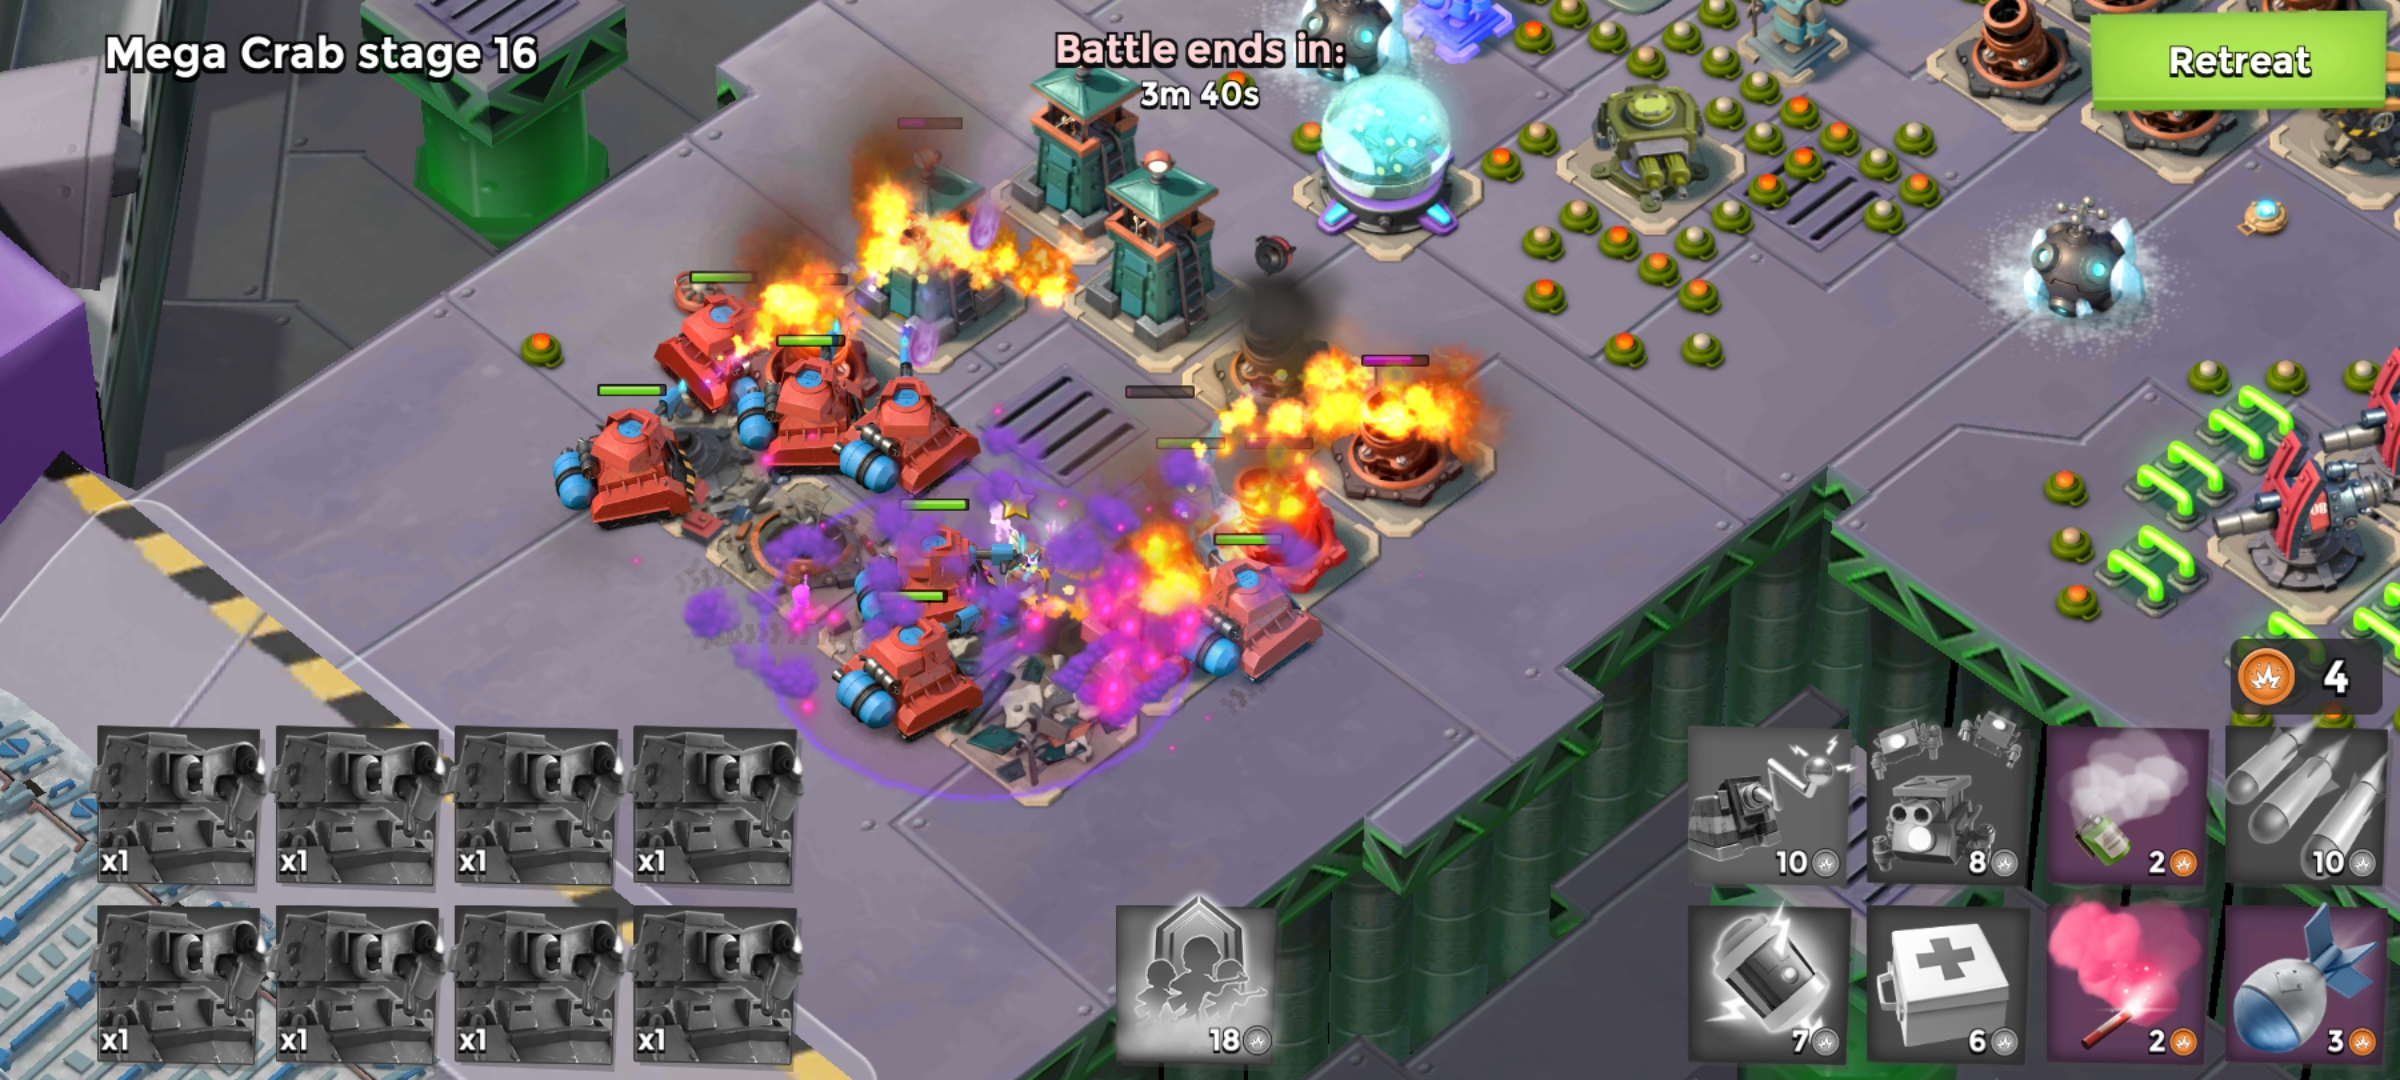 Mega Crab stage 16
Battle ends in:
3m 40s
Retreat
08
4
x1 x1 x1 x1
10 8 2 10
x1 x1 x1 x1
18
7 6 2 3